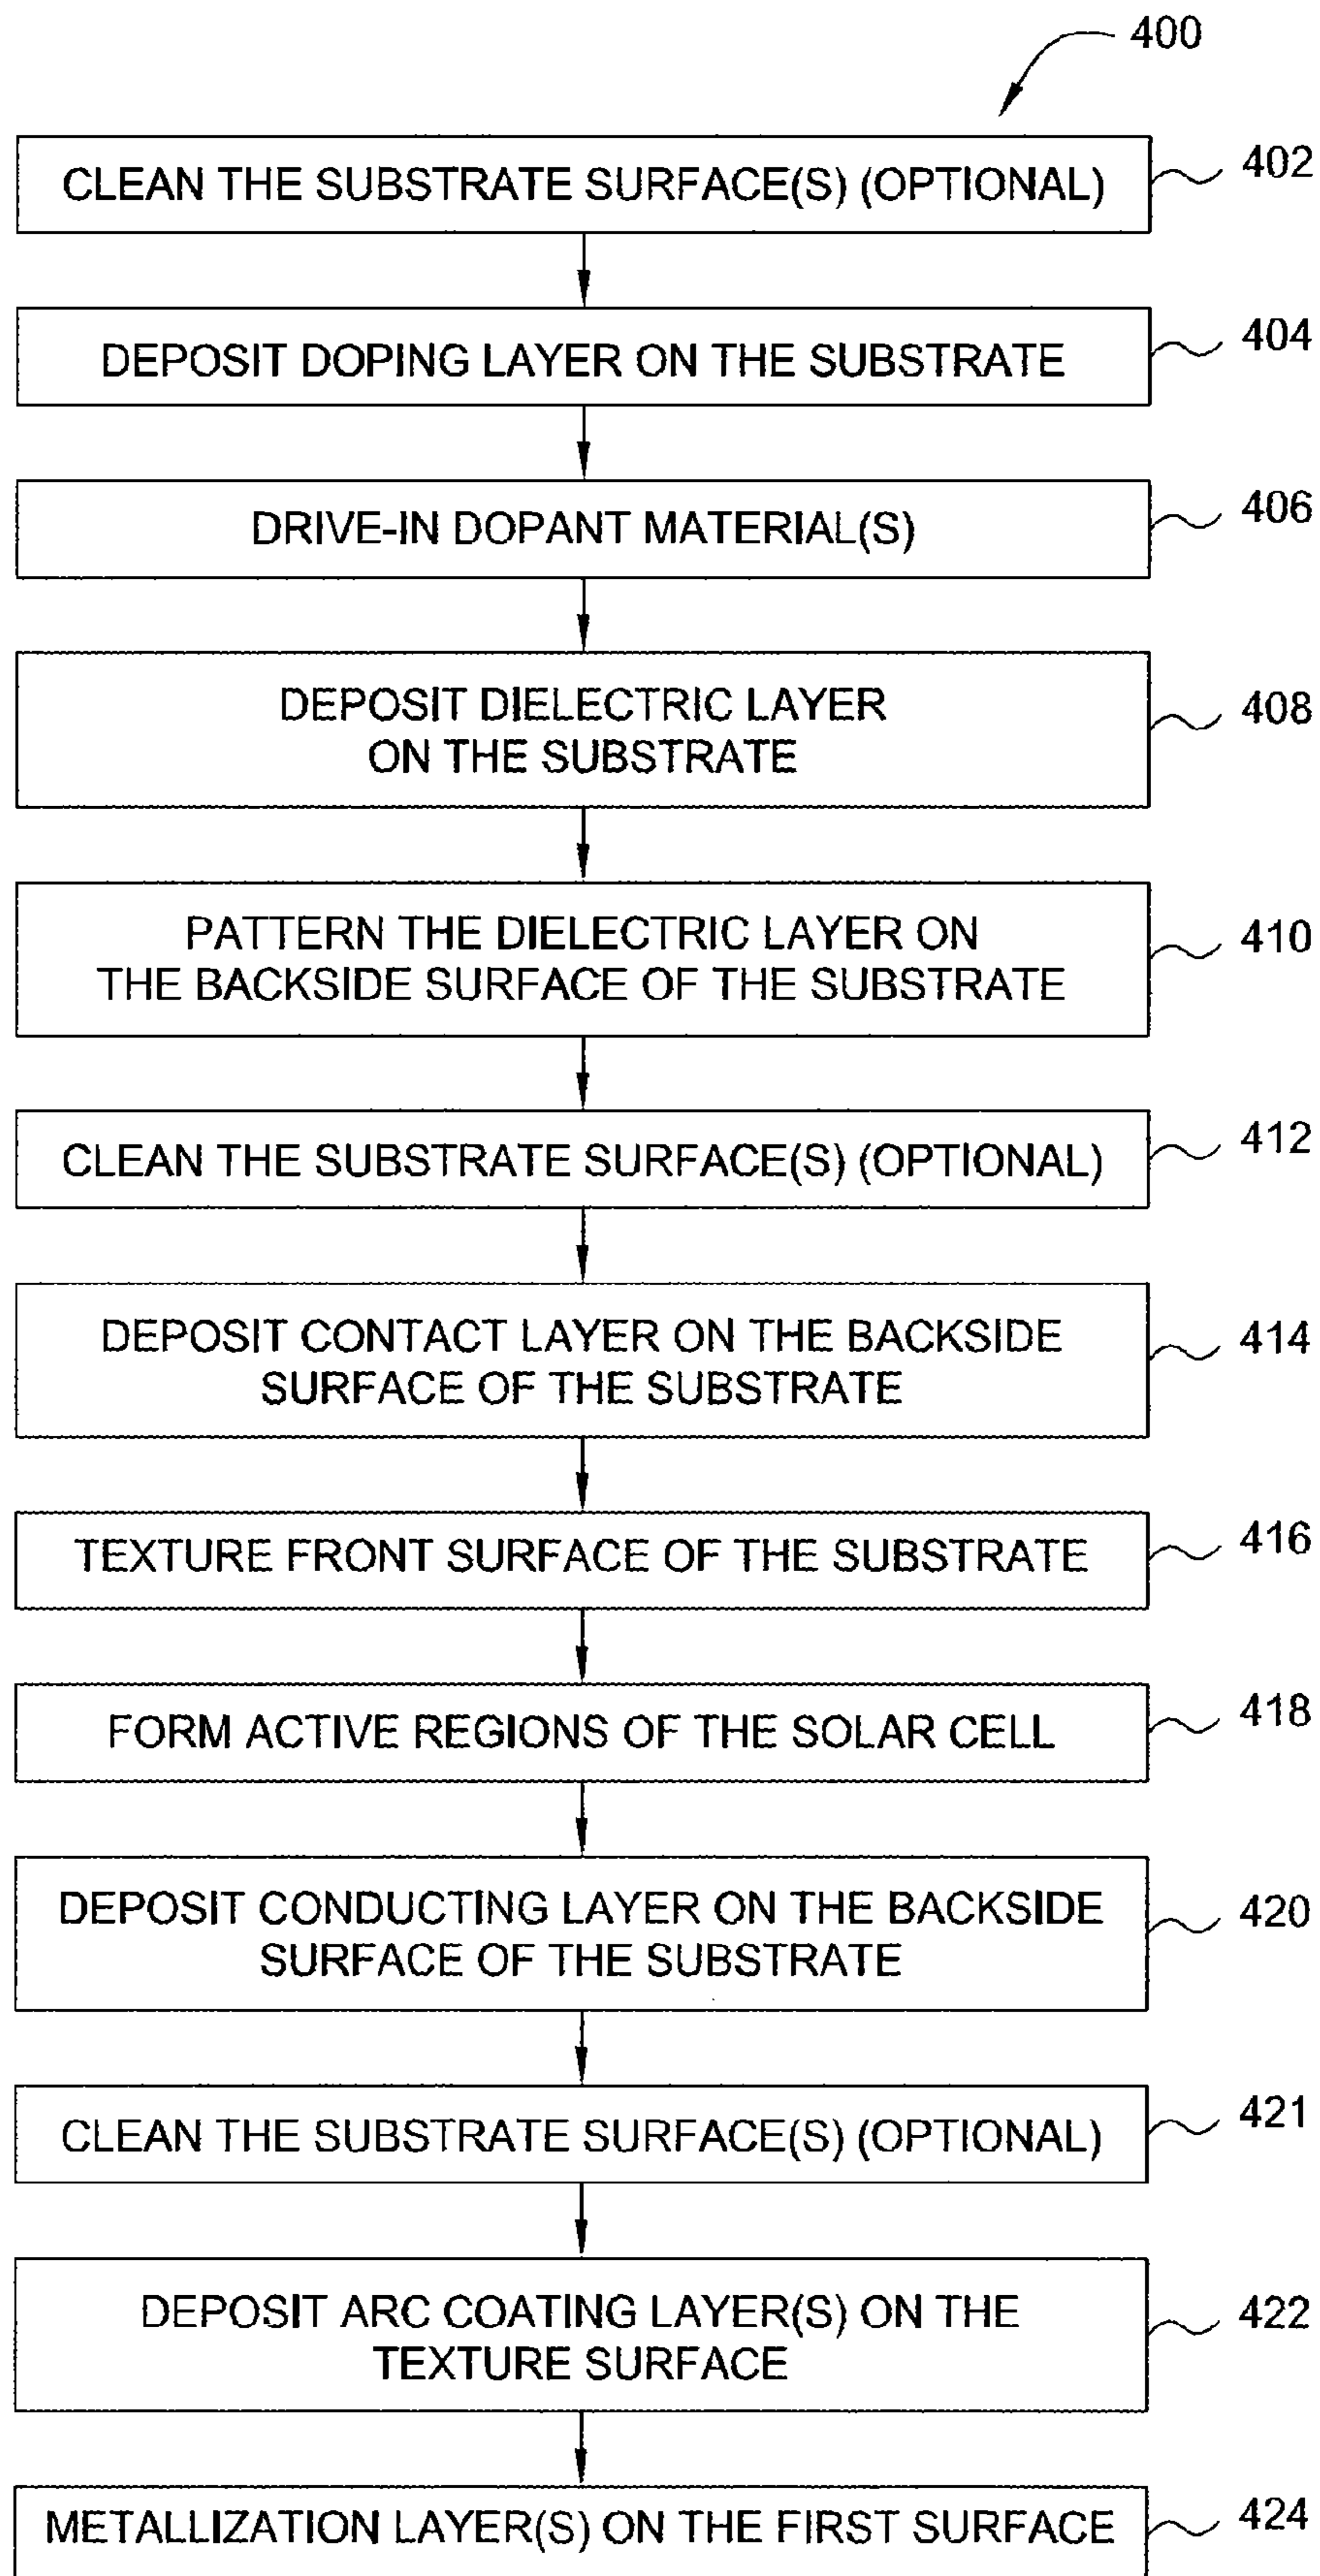 400
CLEAN THE SUBSTRATE SURFACE(S) (OPTIONAL)
402
DEPOSIT DOPING LAYER ON THE SUBSTRATE
404
DRIVE-IN DOPANT MATERIAL(S)
406
DEPOSIT DIELECTRIC LAYER
ON THE SUBSTRATE
408
PATTERN THE DIELECTRIC LAYER ON
THE BACKSIDE SURFACE OF THE SUBSTRATE
410
CLEAN THE SUBSTRATE SURFACE(S) (OPTIONAL)
412
DEPOSIT CONTACT LAYER ON THE BACKSIDE
SURFACE OF THE SUBSTRATE
414
TEXTURE FRONT SURFACE OF THE SUBSTRATE
416
FORM ACTIVE REGIONS OF THE SOLAR CELL
418
DEPOSIT CONDUCTING LAYER ON THE BACKSIDE
SURFACE OF THE SUBSTRATE
420
CLEAN THE SUBSTRATE SURFACE(S) (OPTIONAL)
421
DEPOSIT ARC COATING LAYER(S) ON THE
TEXTURE SURFACE
422
METALLIZATION LAYER(S) ON THE FIRST SURFACE
424